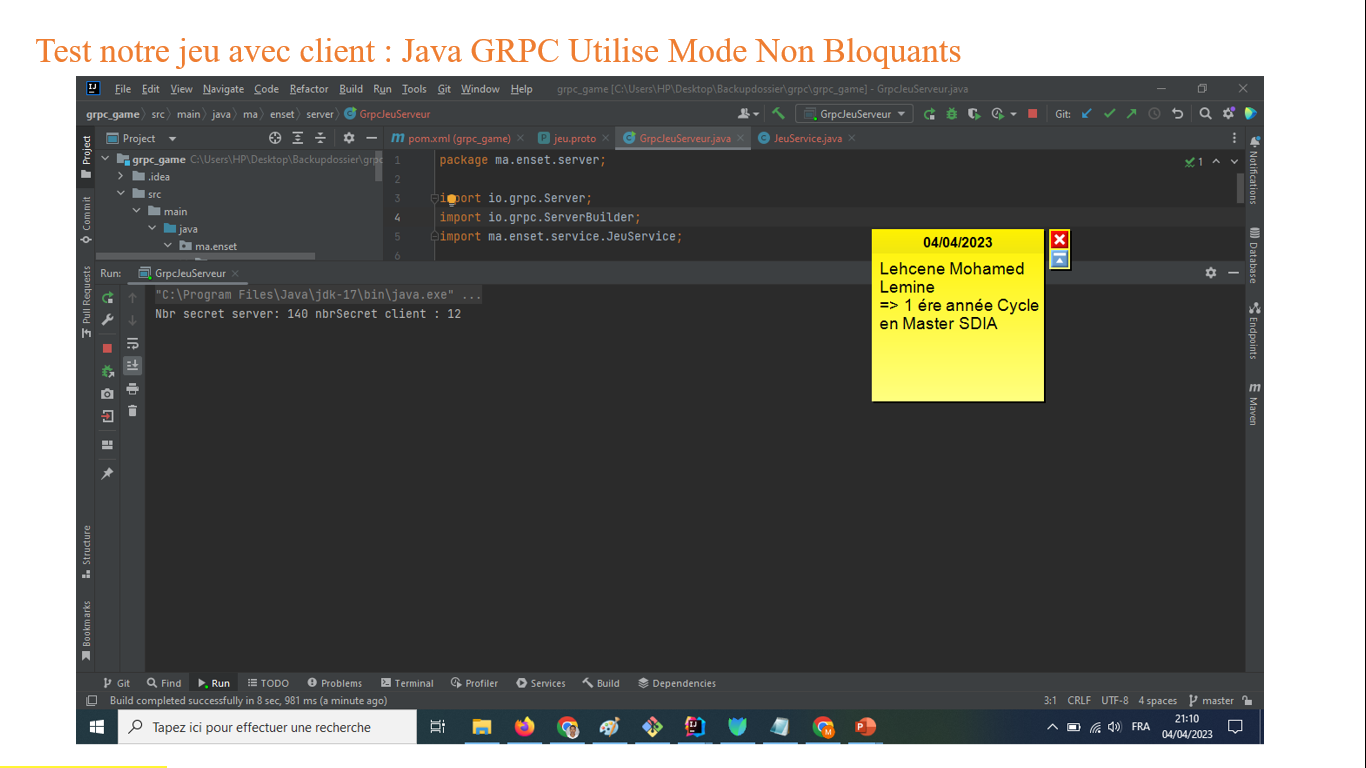 Test notre jeu avec client : Java GRPC Utilise Mode Non Bloquants
File Edit View Navigate Code Refactor Build Run Tools Git Window Help grpc_game [C:\Users\HP\Desktop\Backupdossier\grpc\grpc_game] - GrpcJeuServeur.java
grpc_game src main java ma enset server GrpcJeuServeur
GrpcJeuServeur Git:
Project
pom.xml (grpc_game) jeu.proto GrpcJeuServeur.java JeuService.java
grpc_game C:\Users\HP\Desktop\Backupdossier\grpc
.idea
src
main
java
ma.enset
1 package ma.enset.server;
2
3 import io.grpc.Server;
4 import io.grpc.ServerBuilder;
5 import ma.enset.service.JeuService;
6
1
Run: GrpcJeuServeur
"C:\Program Files\Java\jdk-17\bin\java.exe" ...
Nbr secret server: 140 nbrSecret client : 12
04/04/2023
Lehcene Mohamed
Lemine
=> 1 ére année Cycle
en Master SDIA
Project
Commit
Pull Requests
Structure
Bookmarks
Notifications
Database
Endpoints
Maven
Git Find Run TODO Problems Terminal Profiler Services Build Dependencies
Build completed successfully in 8 sec, 981 ms (a minute ago) 3:1 CRLF UTF-8 4 spaces master
Tapez ici pour effectuer une recherche
FRA
21:10
04/04/2023